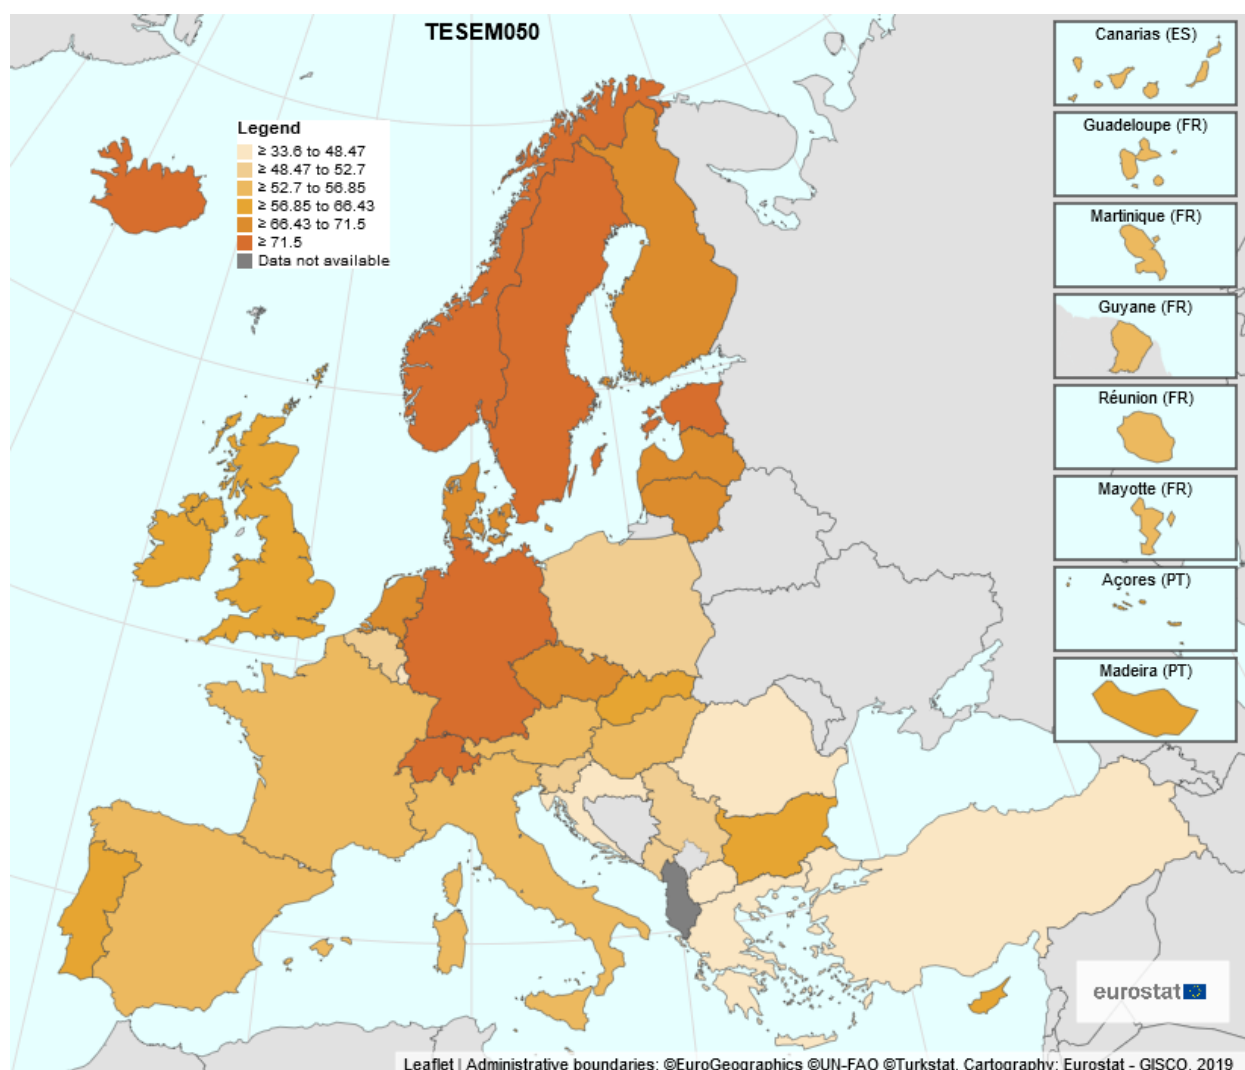 TESEM050
Legend
≥ 33.6 to 48.47
≥ 48.47 to 52.7
≥ 52.7 to 56.85
≥ 56.85 to 66.43
≥ 66.43 to 71.5
≥ 71.5
Data not available
Canarias (ES)
Guadeloupe (FR)
Martinique (FR)
Guyane (FR)
Réunion (FR)
Mayotte (FR)
Açores (PT)
Madeira (PT)
eurostat
Leaflet | Administrative boundaries: ©EuroGeographics ©UN-FAO ©Turkstat, Cartography: Eurostat - GISCO, 2019